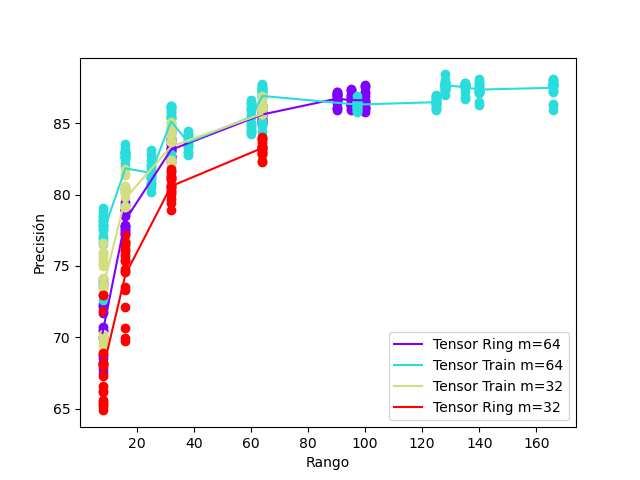 85
80
75
70
65
Precisión
20 40 60 80 100 120 140 160
Rango
Tensor Ring m=64
Tensor Train m=64
Tensor Train m=32
Tensor Ring m=32